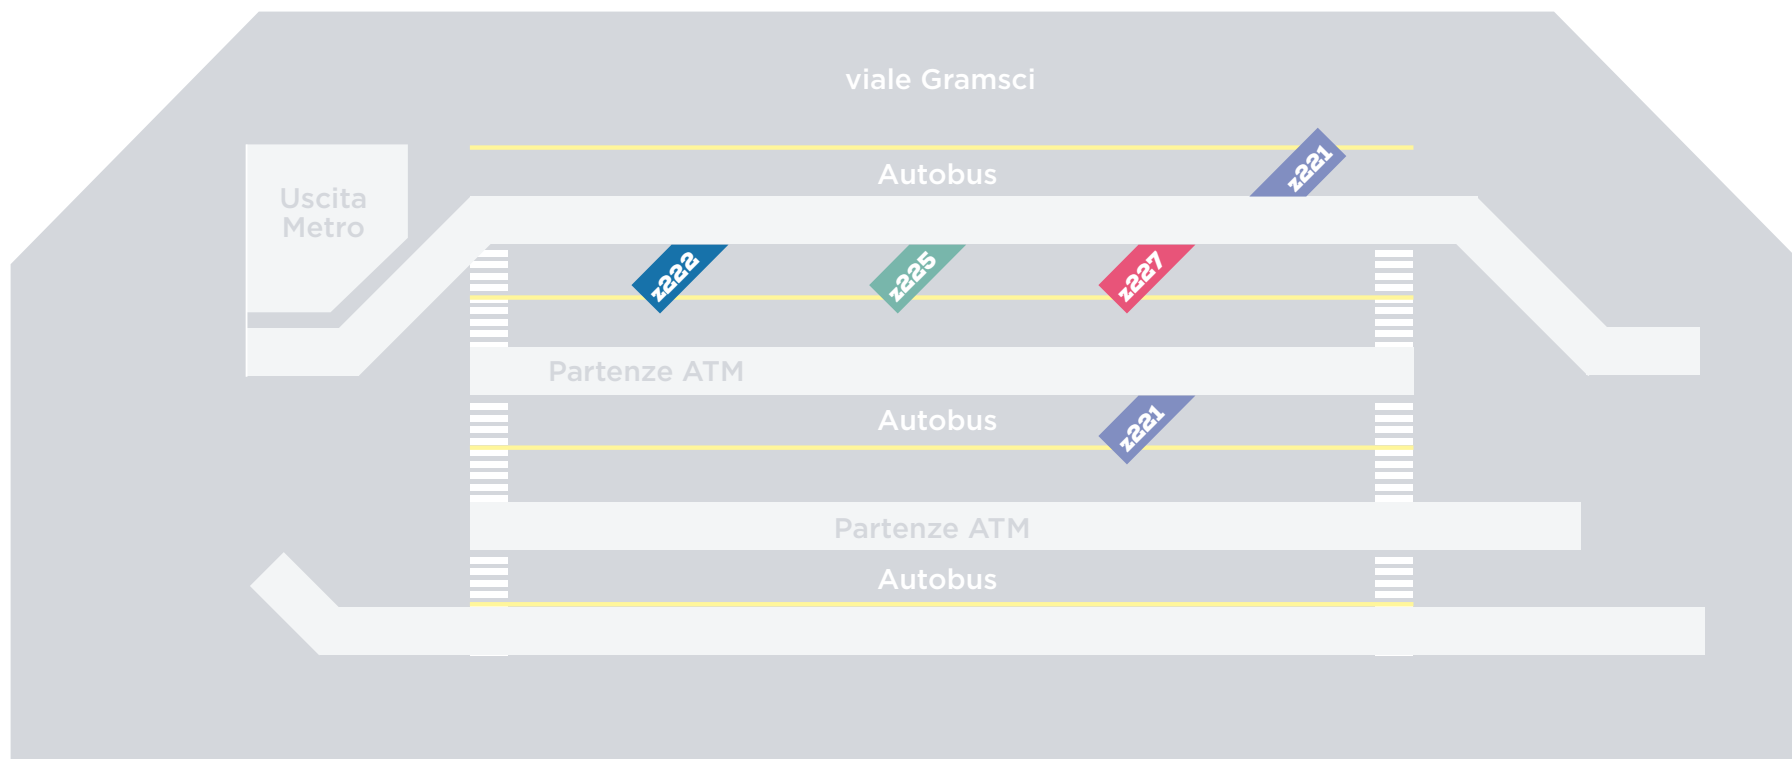 viale Gramsci
z221
Autobus
Uscita
Metro
z222
z225
z227
Partenze ATM
Autobus
z221
Partenze ATM
Autobus